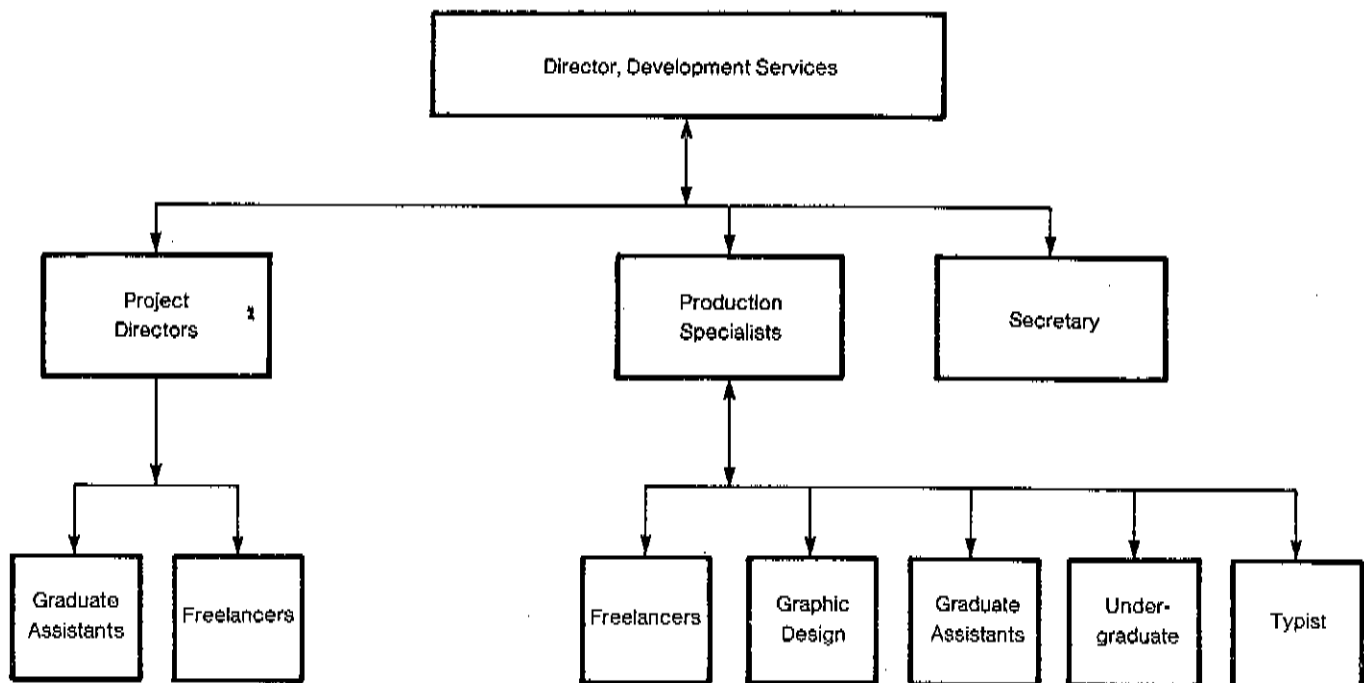 Director, Development Services
Project
Directors
Production
Specialists
Secretary
Graduate
Assistants
Freelancers
Freelancers
Graphic
Design
Graduate
Assistants
Under-
graduate
Typist